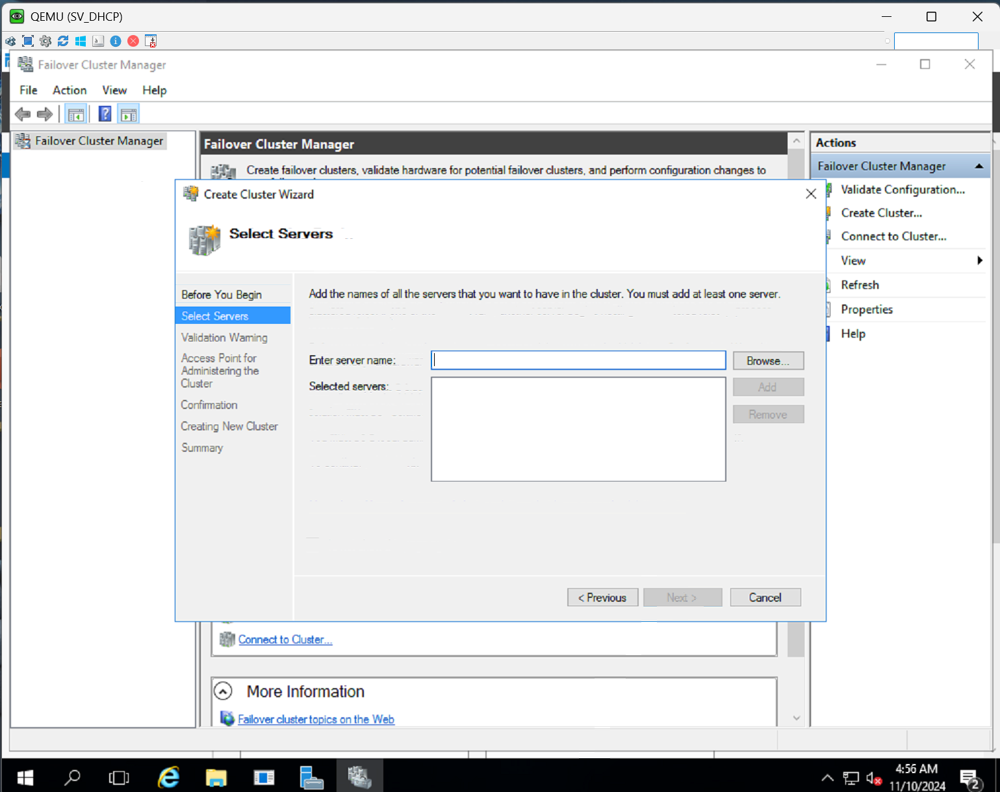 QEMU (SV_DHCP)
Failover Cluster Manager
File Action View Help
Failover Cluster Manager
Failover Cluster Manager
Create failover clusters, validate hardware for potential failover clusters, and perform configuration changes to
Actions
Failover Cluster Manager
Validate Configuration...
Create Cluster...
Connect to Cluster...
View
Refresh
Properties
Help
Create Cluster Wizard
Select Servers
Before You Begin
Select Servers
Validation Warning
Access Point for
Administering the
Cluster
Confirmation
Creating New Cluster
Summary
Add the names of all the servers that you want to have in the cluster. You must add at least one server.
Enter server name:
Browse...
Selected servers:
Add
Remove
< Previous
Next >
Cancel
Connect to Cluster...
More Information
Failover cluster topics on the Web
4:56 AM
11/10/2024
2